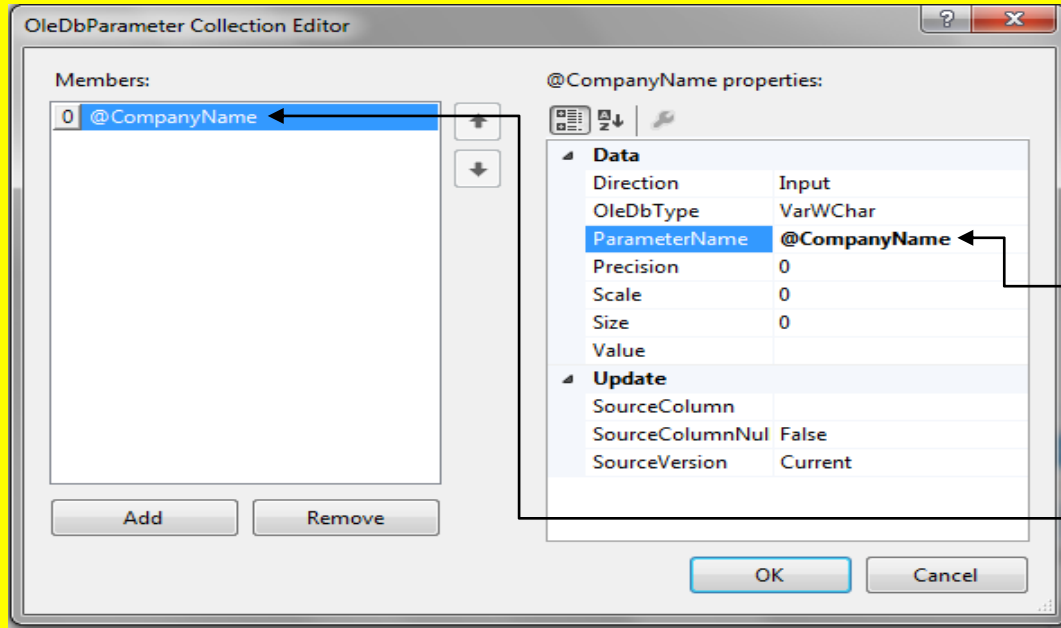 OleDbParameter Collection Editor
Members:
0 @CompanyName
Add Remove
@CompanyName properties:
Data
Direction Input
OleDbType VarWChar
ParameterName @CompanyName
Precision 0
Scale 0
Size 0
Value
Update
SourceColumn
SourceColumnNul False
SourceVersion Current
OK Cancel